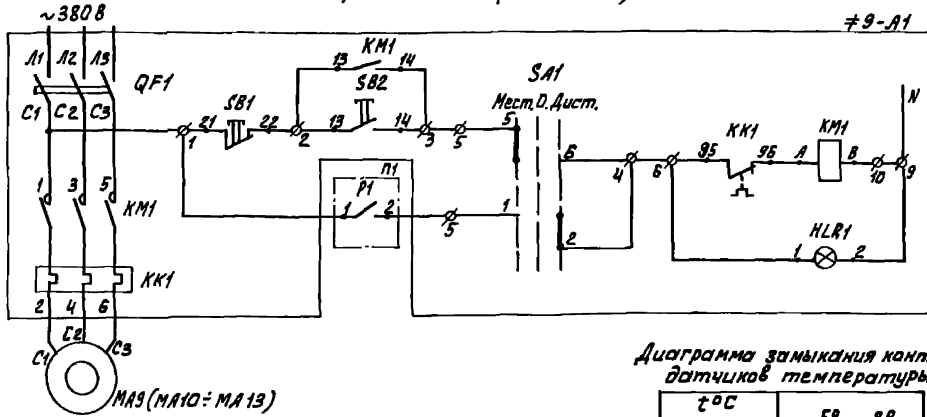 ~380 В
≠9-А1
Л1 Л2 Л3
QF1
С1 С2 С3
SB1
21 22
1
2
13 КМ1 14
SB2
13 14
3 5
SA1
Мест. О. Дист.
5
1
Б
2
4 6
КК1
95 96
КМ1
А В
10 9
N
HLR1
1 2
П1
Р1
1 2
5
1 3 5
КМ1
КК1
2 4 6
С1 С2 С3
МА9 (МА10÷МА13)
Диаграмма замыкания конт
датчиков температуры
t°C